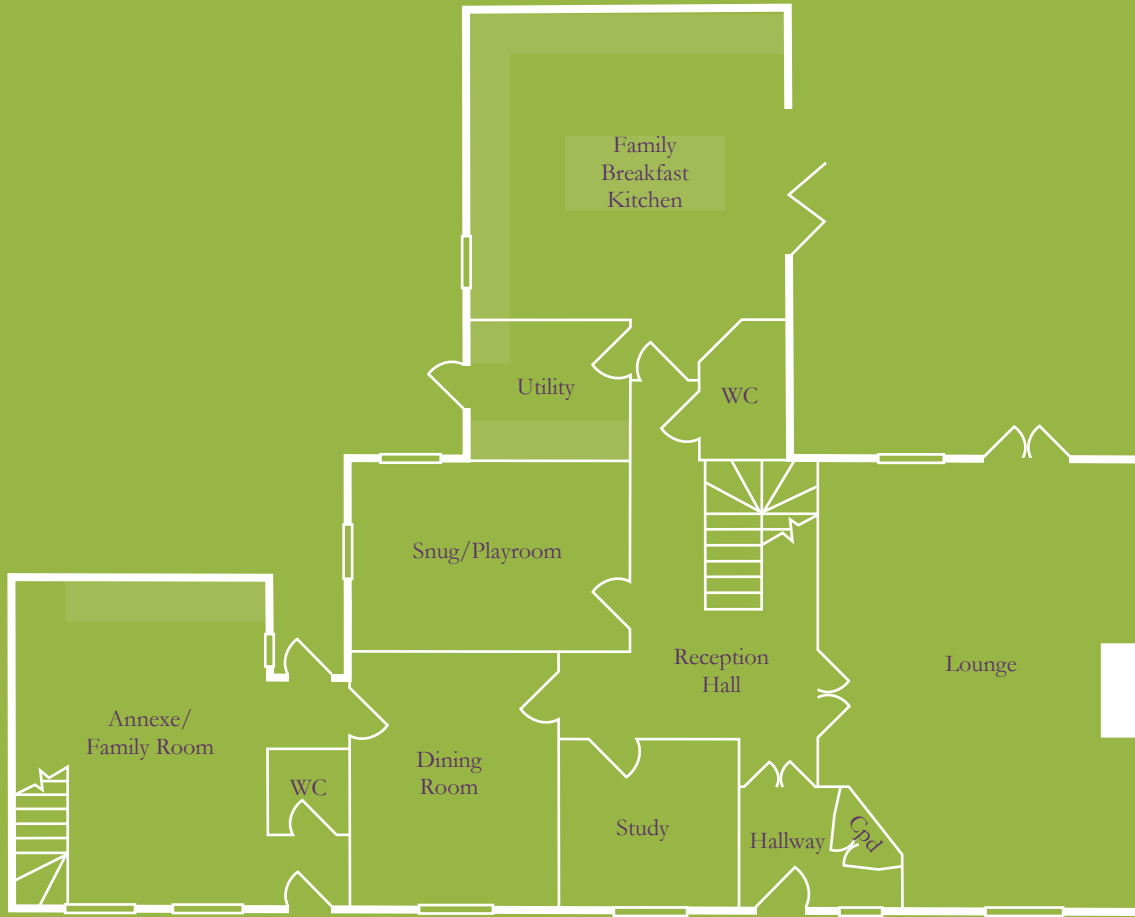 Family
Breakfast
Kitchen
Utility
WC
Snug/Playroom
Reception
Hall
Lounge
Annexe/
Family Room
Dining
Room
WC
Study
Hallway
Cpd